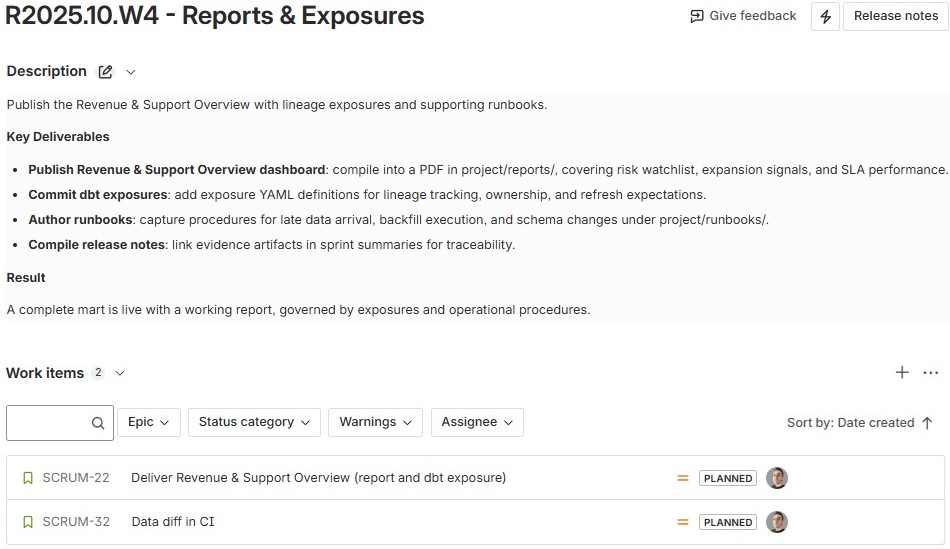 R2025.10.W4 - Reports & Exposures
Give feedback
Release notes
Description
Publish the Revenue & Support Overview with lineage exposures and supporting runbooks.
Key Deliverables
• Publish Revenue & Support Overview dashboard: compile into a PDF in project/reports/, covering risk watchlist, expansion signals, and SLA performance.
• Commit dbt exposures: add exposure YAML definitions for lineage tracking, ownership, and refresh expectations.
• Author runbooks: capture procedures for late data arrival, backfill execution, and schema changes under project/runbooks/.
• Compile release notes: link evidence artifacts in sprint summaries for traceability.
Result
A complete mart is live with a working report, governed by exposures and operational procedures.
Work items 2
Epic Status category Warnings Assignee Sort by: Date created
SCRUM-22 Deliver Revenue & Support Overview (report and dbt exposure) PLANNED
SCRUM-32 Data diff in CI PLANNED